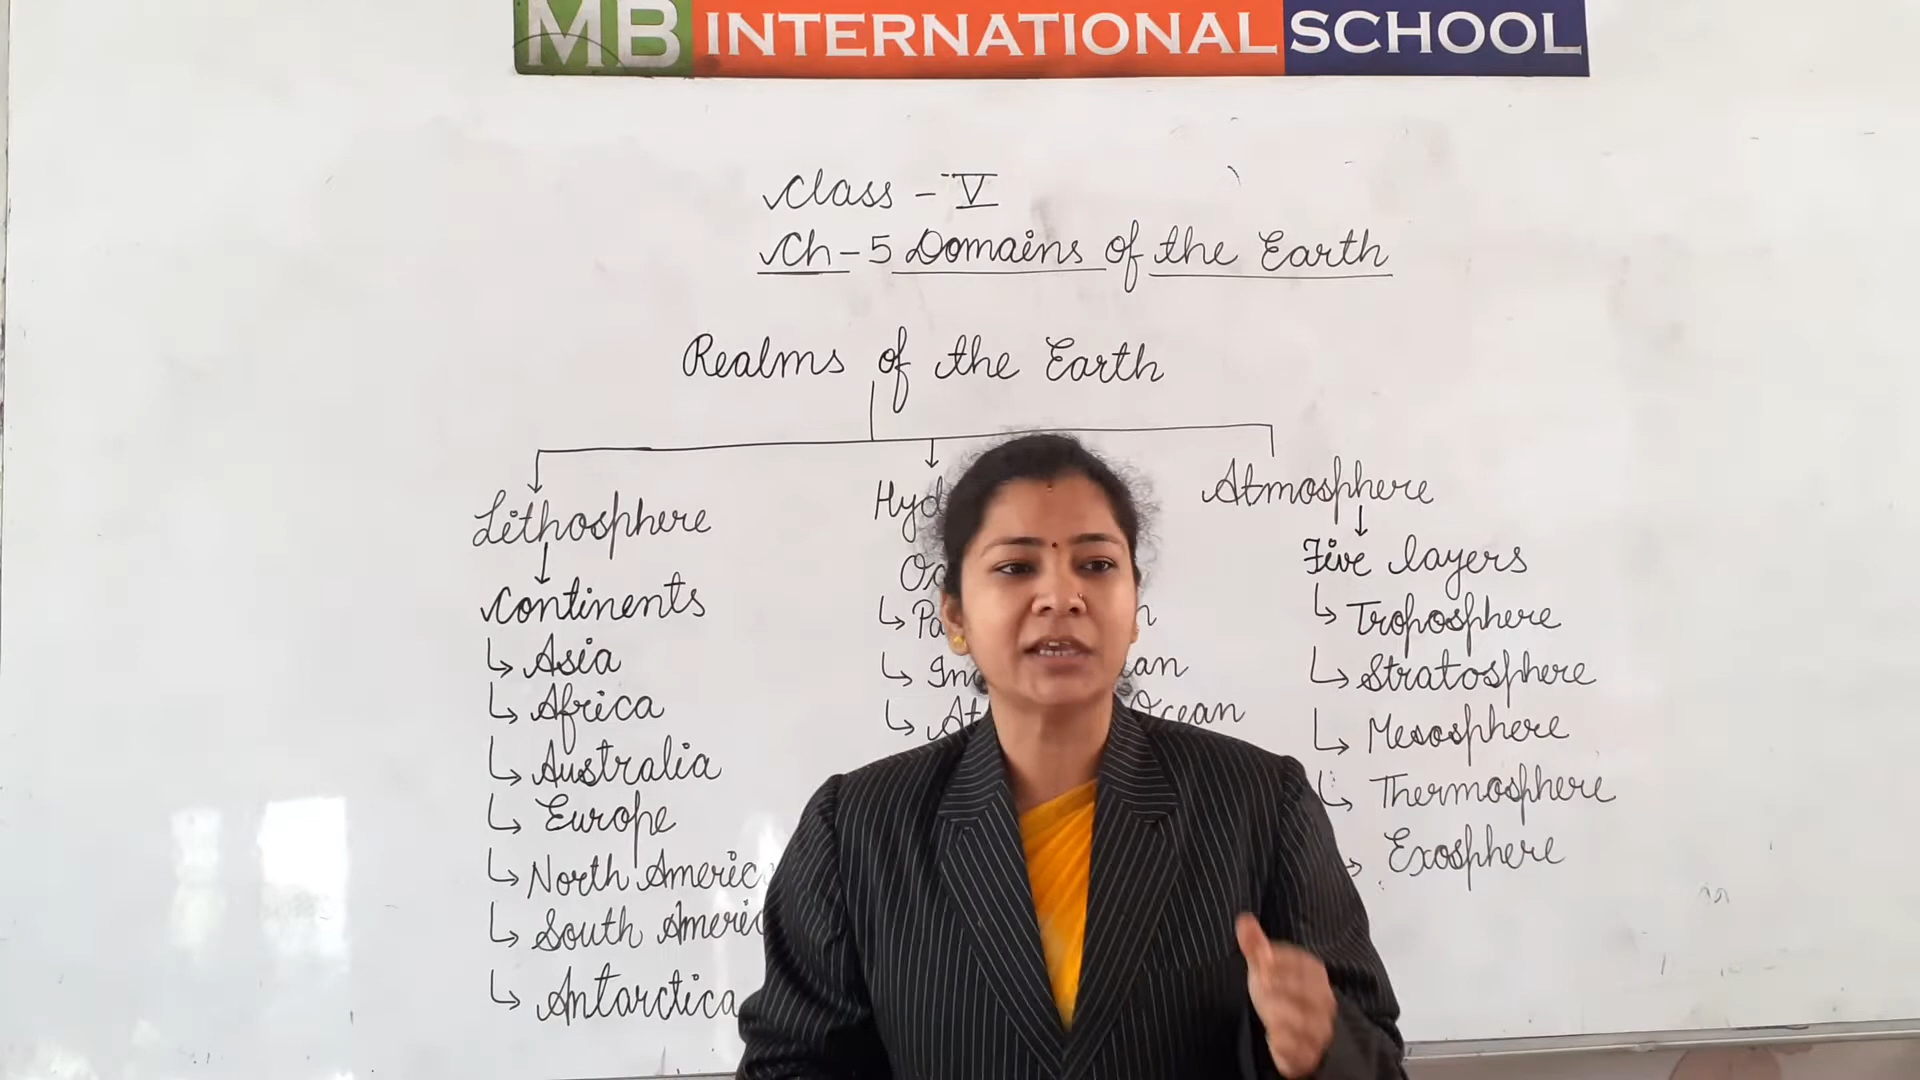 MB INTERNATIONAL SCHOOL
Class - V
Ch - 5 Domains of the Earth
Realms of the Earth
Lithosphere
Continents
Asia
Africa
Australia
Europe
North
South
Antarctica
Ocean
Atmosphere
Five layers
Troposphere
Stratosphere
Mesosphere
Thermosphere
Exosphere